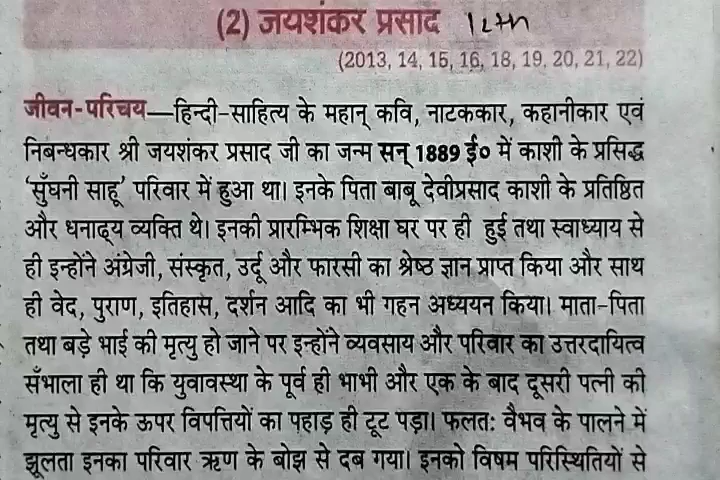 (2) जयशंकर प्रसाद 12th
(2013, 14, 15, 16, 18, 19, 20, 21, 22)
जीवन-परिचय—हिन्दी-साहित्य के महान् कवि, नाटककार, कहानीकार एवं
निबन्धकार श्री जयशंकर प्रसाद जी का जन्म सन् 1889 ई० में काशी के प्रसिद्ध
'सुँघनी साहू' परिवार में हुआ था। इनके पिता बाबू देवीप्रसाद काशी के प्रतिष्ठित
और धनाढ्य व्यक्ति थे। इनकी प्रारम्भिक शिक्षा घर पर ही हुई तथा स्वाध्याय से
ही इन्होंने अंग्रेजी, संस्कृत, उर्दू और फारसी का श्रेष्ठ ज्ञान प्राप्त किया और साथ
ही वेद, पुराण, इतिहास, दर्शन आदि का भी गहन अध्ययन किया। माता-पिता
तथा बड़े भाई की मृत्यु हो जाने पर इन्होंने व्यवसाय और परिवार का उत्तरदायित्व
सँभाला ही था कि युवावस्था के पूर्व ही भाभी और एक के बाद दूसरी पत्नी की
मृत्यु से इनके ऊपर विपत्तियों का पहाड़ ही टूट पड़ा। फलतः वैभव के पालने में
झूलता इनका परिवार ऋण के बोझ से दब गया। इनको विषम परिस्थितियों से